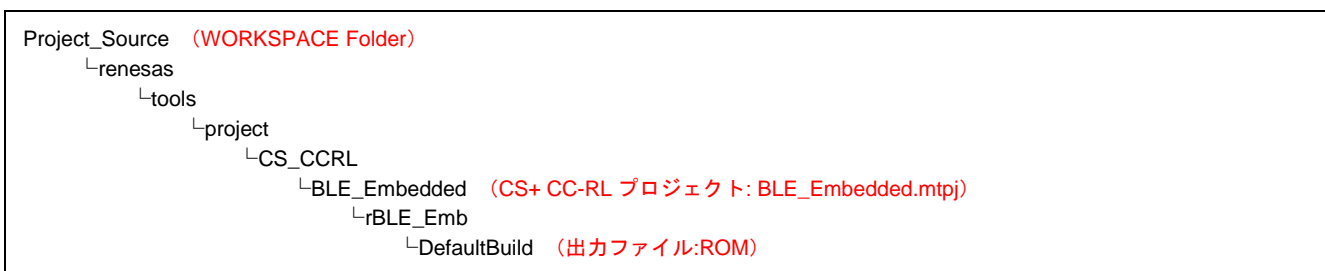 Project_Source （WORKSPACE Folder）
└renesas
└tools
└project
└CS_CCRL
└BLE_Embedded （CS+ CC-RL プロジェクト: BLE_Embedded.mtpj）
└rBLE_Emb
└DefaultBuild （出力ファイル:ROM）